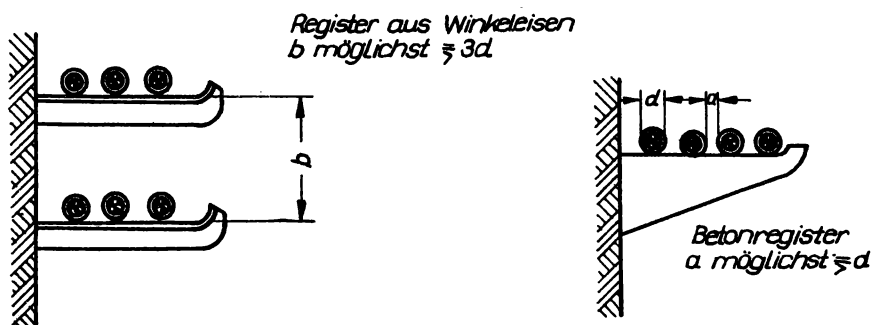 Register aus Winkeleisen
b möglichst ≧ 3d
b
d
a
Betonregister
a möglichst ≧ d